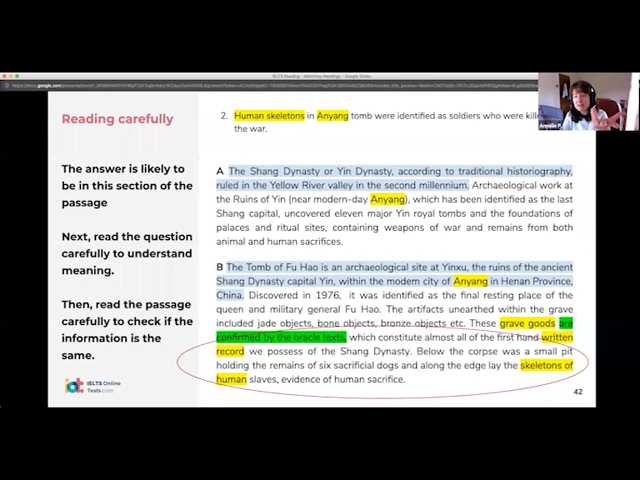 IELTS Reading - Matching Headings - Google Slides
Reading carefully
The answer is likely to
be in this section of the
passage
Next, read the question
carefully to understand
meaning.
Then, read the passage
carefully to check if the
information is the
same.
IELTS Online
Tests.com
2. Human skeletons in Anyang tomb were identified as soldiers who were
the war.
A The Shang Dynasty or Yin Dynasty, according to traditional historiography,
ruled in the Yellow River valley in the second millennium. Archaeological work at
the Ruins of Yin (near modern-day Anyang), which has been identified as the last
Shang capital, uncovered eleven major Yin royal tombs and the foundations of
palaces and ritual sites, containing weapons of war and remains from both
animal and human sacrifices.
B The Tomb of Fu Hao is an archaeological site at Yinxu, the ruins of the ancient
Shang Dynasty capital Yin, within the modern city of Anyang in Henan Province,
China. Discovered in 1976, it was identified as the final resting place of the
queen and military general Fu Hao. The artifacts unearthed within the grave
included jade objects, bone objects, bronze objects etc. These grave goods are
confirmed by the oracle texts, which constitute almost all of the first hand written
record we possess of the Shang Dynasty. Below the corpse was a small pit
holding the remains of six sacrificial dogs and along the edge lay the skeletons of
human slaves, evidence of human sacrifice.
42